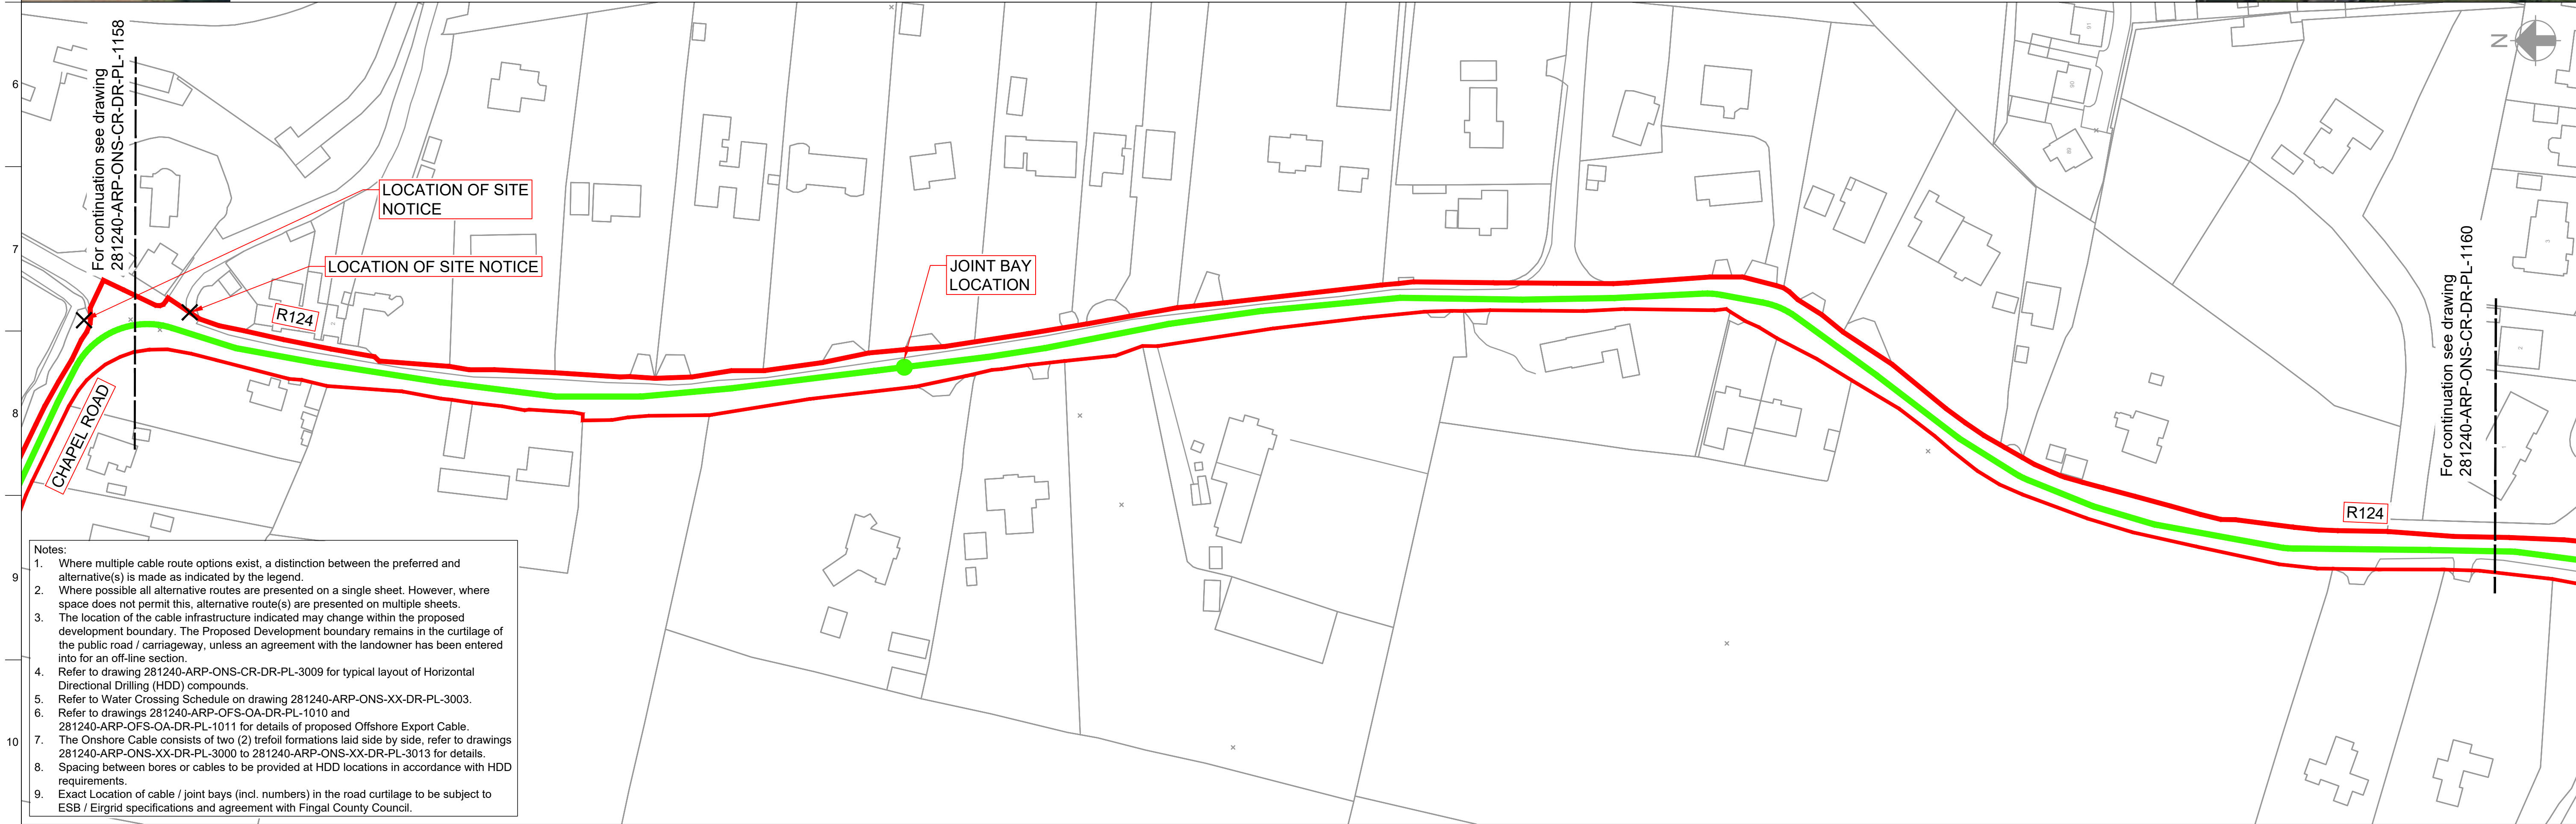 6
7
8
9
10
For continuation see drawing
281240-ARP-ONS-CR-DR-PL-1158
LOCATION OF SITE
NOTICE
LOCATION OF SITE NOTICE
R124
CHAPEL ROAD
JOINT BAY
LOCATION
N
For continuation see drawing
281240-ARP-ONS-CR-DR-PL-1160
R124
Notes:
1. Where multiple cable route options exist, a distinction between the preferred and
alternative(s) is made as indicated by the legend.
2. Where possible all alternative routes are presented on a single sheet. However, where
space does not permit this, alternative route(s) are presented on multiple sheets.
3. The location of the cable infrastructure indicated may change within the proposed
development boundary. The Proposed Development boundary remains in the curtilage of
the public road / carriageway, unless an agreement with the landowner has been entered
into for an off-line section.
4. Refer to drawing 281240-ARP-ONS-CR-DR-PL-3009 for typical layout of Horizontal
Directional Drilling (HDD) compounds.
5. Refer to Water Crossing Schedule on drawing 281240-ARP-ONS-XX-DR-PL-3003.
6. Refer to drawings 281240-ARP-OFS-OA-DR-PL-1010 and
281240-ARP-OFS-OA-DR-PL-1011 for details of proposed Offshore Export Cable.
7. The Onshore Cable consists of two (2) trefoil formations laid side by side, refer to drawings
281240-ARP-ONS-XX-DR-PL-3000 to 281240-ARP-ONS-XX-DR-PL-3013 for details.
8. Spacing between bores or cables to be provided at HDD locations in accordance with HDD
requirements.
9. Exact Location of cable / joint bays (incl. numbers) in the road curtilage to be subject to
ESB / Eirgrid specifications and agreement with Fingal County Council.